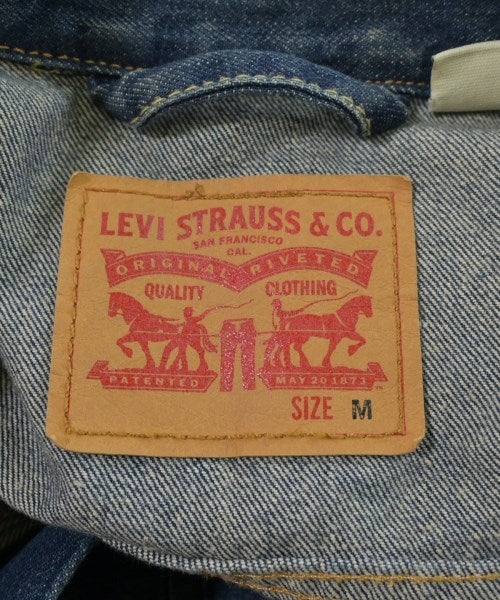 LEVI STRAUSS & CO.
SAN FRANCISCO
CAL.
ORIGINAL RIVETED
QUALITY CLOTHING
PATENTED MAY 20 1873
SIZE M